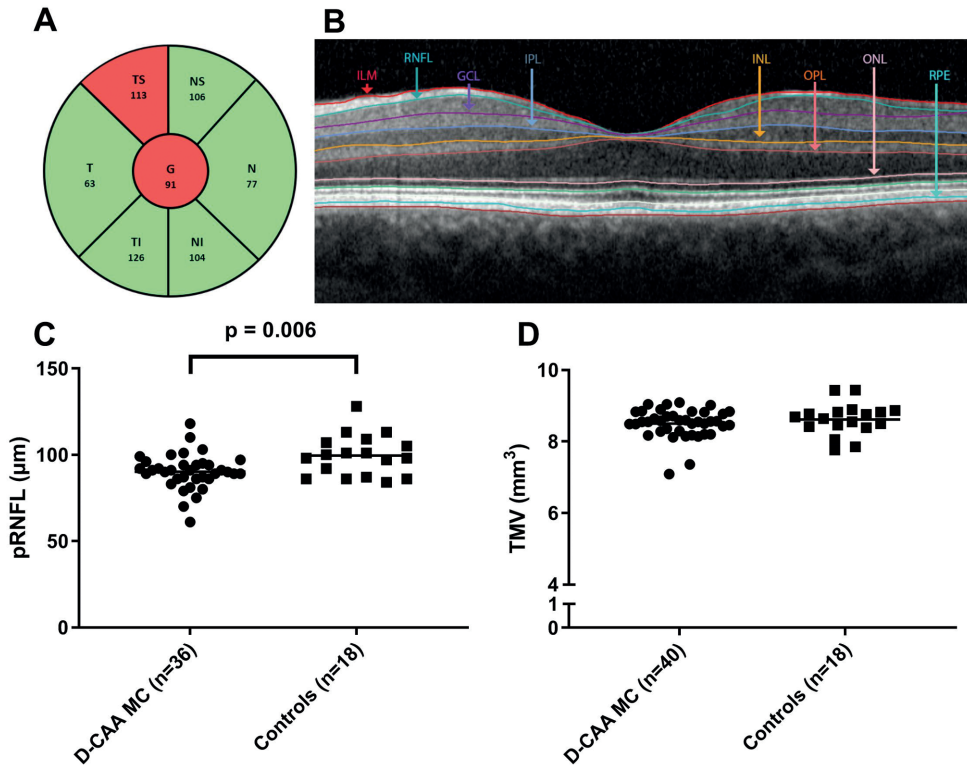 A
TS
113
NS
106
T
63
G
91
N
77
TI
126
NI
104
B
ILM
RNFL
GCL
IPL
INL
OPL
ONL
RPE
C
p = 0.006
150
100
50
0
pRNFL (µm)
D-CAA MC (n=36)
Controls (n=18)
D
10
8
6
4
1
0
TMV (mm³)
D-CAA MC (n=40)
Controls (n=18)